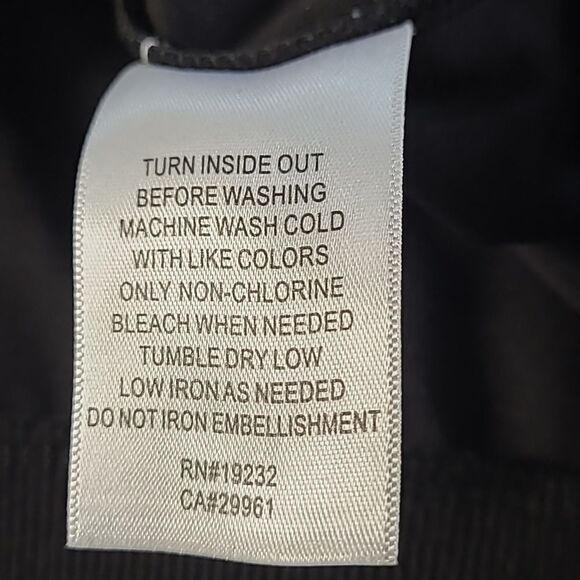 TURN INSIDE OUT
BEFORE WASHING
MACHINE WASH COLD
WITH LIKE COLORS
ONLY NON-CHLORINE
BLEACH WHEN NEEDED
TUMBLE DRY LOW
LOW IRON AS NEEDED
DO NOT IRON EMBELLISHMENT
RN#19232
CA#29961